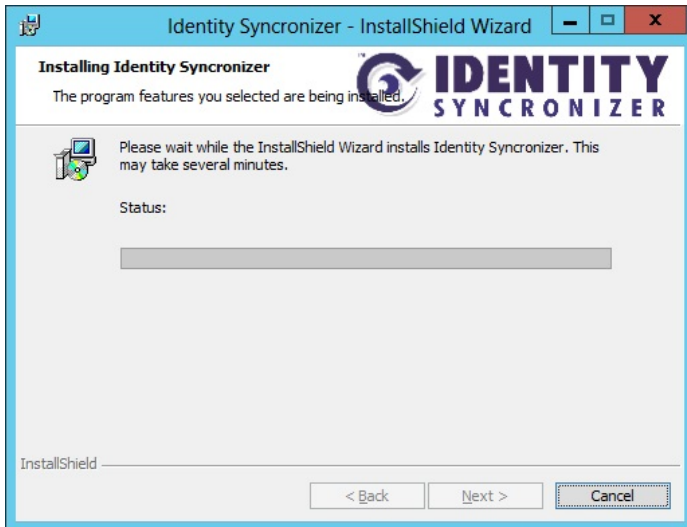 Identity Syncronizer - InstallShield Wizard
Installing Identity Syncronizer
The program features you selected are being installed.
™
IDENTITY
SYNCRONIZER
Please wait while the InstallShield Wizard installs Identity Syncronizer. This
may take several minutes.
Status:
InstallShield
< Back
Next >
Cancel